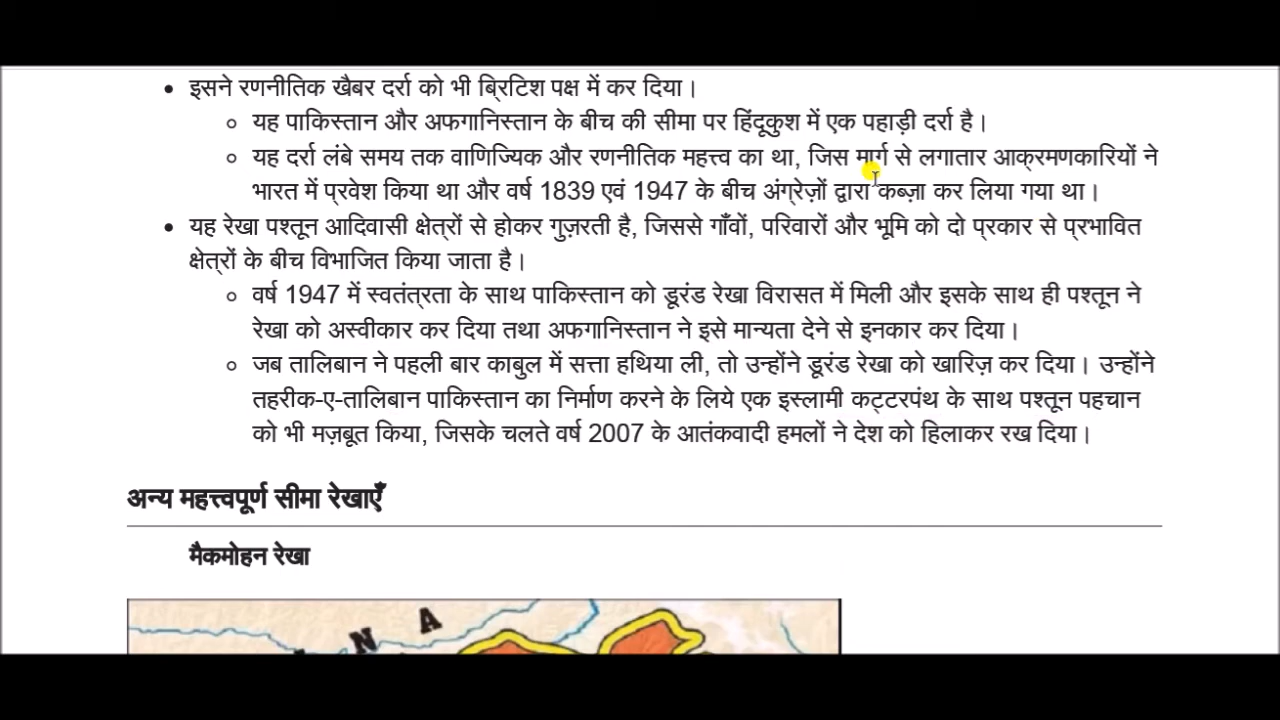 इसने रणनीतिक खैबर दर्रा को भी ब्रिटिश पक्ष में कर दिया।
यह पाकिस्तान और अफगानिस्तान के बीच की सीमा पर हिंदूकुश में एक पहाड़ी दर्रा है।
यह दर्रा लंबे समय तक वाणिज्यिक और रणनीतिक महत्त्व का था, जिस मार्ग से लगातार आक्रमणकारियों ने
भारत में प्रवेश किया था और वर्ष 1839 एवं 1947 के बीच अंग्रेज़ों द्वारा कब्ज़ा कर लिया गया था।
यह रेखा पश्तून आदिवासी क्षेत्रों से होकर गुज़रती है, जिससे गाँवों, परिवारों और भूमि को दो प्रकार से प्रभावित
क्षेत्रों के बीच विभाजित किया जाता है।
वर्ष 1947 में स्वतंत्रता के साथ पाकिस्तान को डूरंड रेखा विरासत में मिली और इसके साथ ही पश्तून ने
रेखा को अस्वीकार कर दिया तथा अफगानिस्तान ने इसे मान्यता देने से इनकार कर दिया।
जब तालिबान ने पहली बार काबुल में सत्ता हथिया ली, तो उन्होंने डूरंड रेखा को खारिज़ कर दिया। उन्होंने
तहरीक-ए-तालिबान पाकिस्तान का निर्माण करने के लिये एक इस्लामी कट्टरपंथ के साथ पश्तून पहचान
को भी मज़बूत किया, जिसके चलते वर्ष 2007 के आतंकवादी हमलों ने देश को हिलाकर रख दिया।
अन्य महत्त्वपूर्ण सीमा रेखाएँ
मैकमोहन रेखा
N A